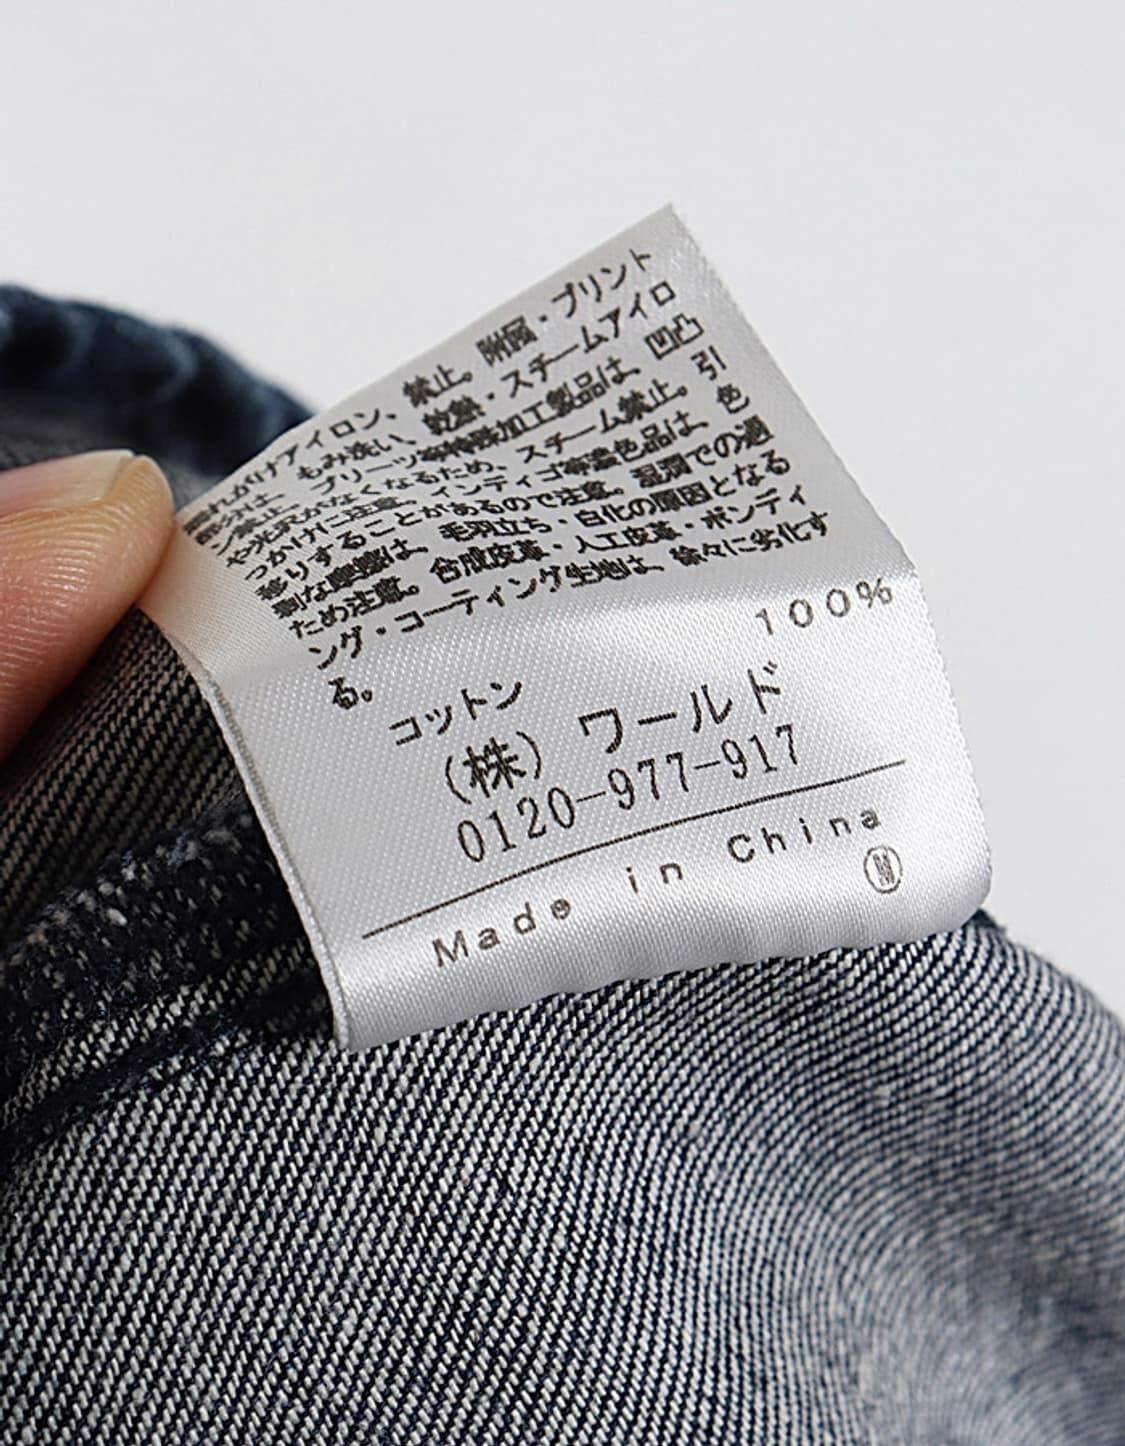 アイロン、禁止。附属・プリント
部分は、もみ洗い、乾熱・スチームアイロ
ン禁止。プリーツ等特殊加工製品は、凹凸
や光沢がなくなるため、スチーム禁止。引
っかけに注意。インディゴ等濃色品は、色
移りすることがあるので注意。湿潤での過
剰な摩擦は、毛羽立ち・白化の原因となる
ため注意。合成皮革・人工皮革・ボンディ
ング・コーティング生地は、徐々に劣化す
る。
コットン 100%
(株) ワールド
0120-977-917
Made in China
Ⓜ